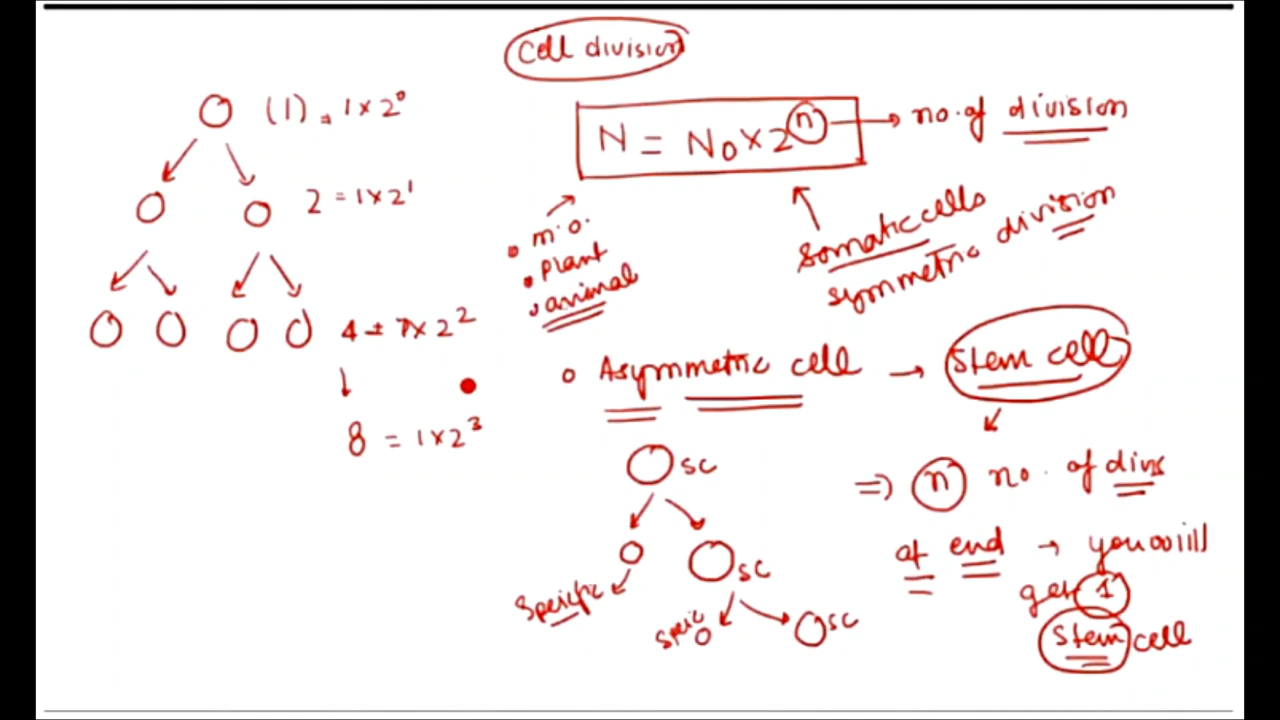 Cell division
(1) = 1 × 2⁰
N = N₀ × 2ⁿ → no. of division
2 = 1 × 2¹
• m.o.
• plant
• animal
Somatic cells
symmetric division
4 = 1 × 2²
↓
8 = 1 × 2³
o Asymmetric cell → Stem cell
SC
⇒ n no. of divs
at end → you will
get 1
Stem cell
SC
Specific
Speic
SC